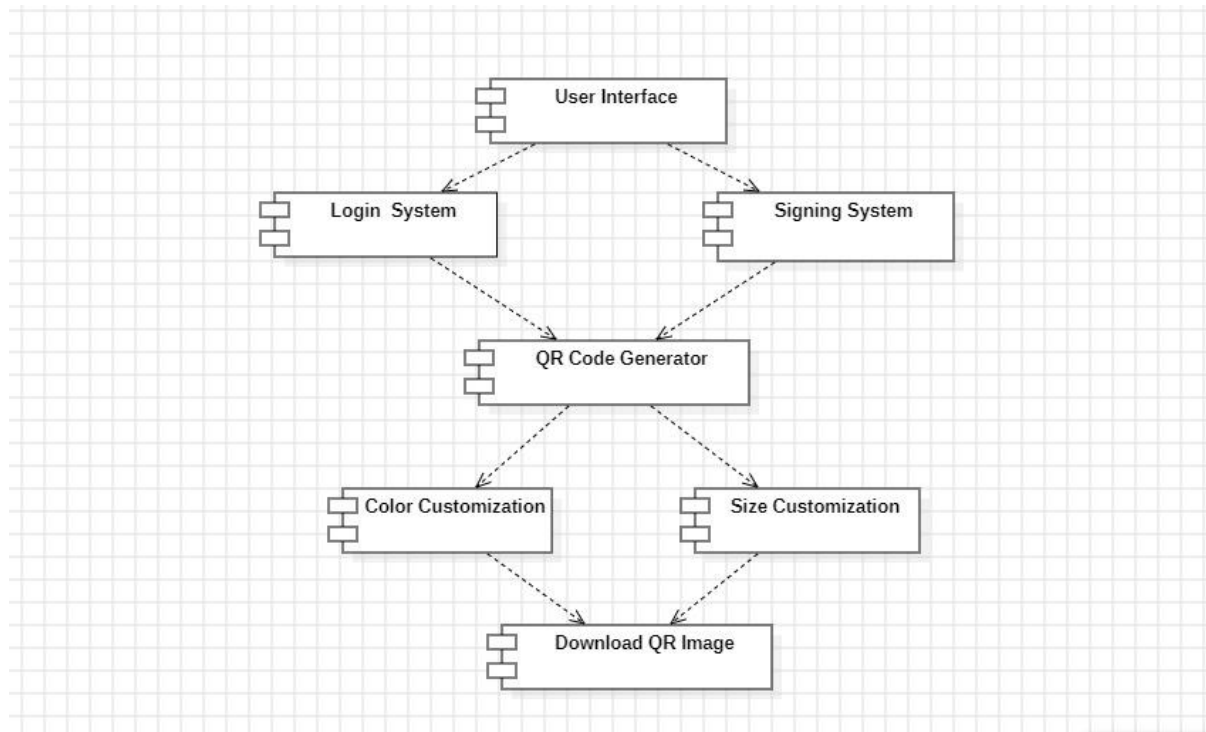 User Interface
Login System
Signing System
QR Code Generator
Color Customization
Size Customization
Download QR Image